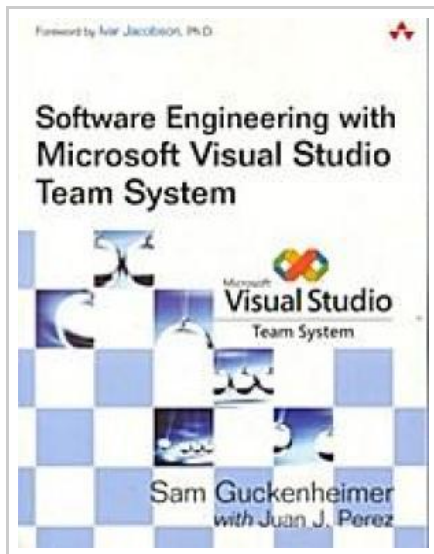 Foreword by Ivar Jacobson, Ph.D.
Software Engineering with
Microsoft Visual Studio
Team System
Microsoft
Visual Studio
Team System
Sam Guckenheimer
with Juan J. Perez